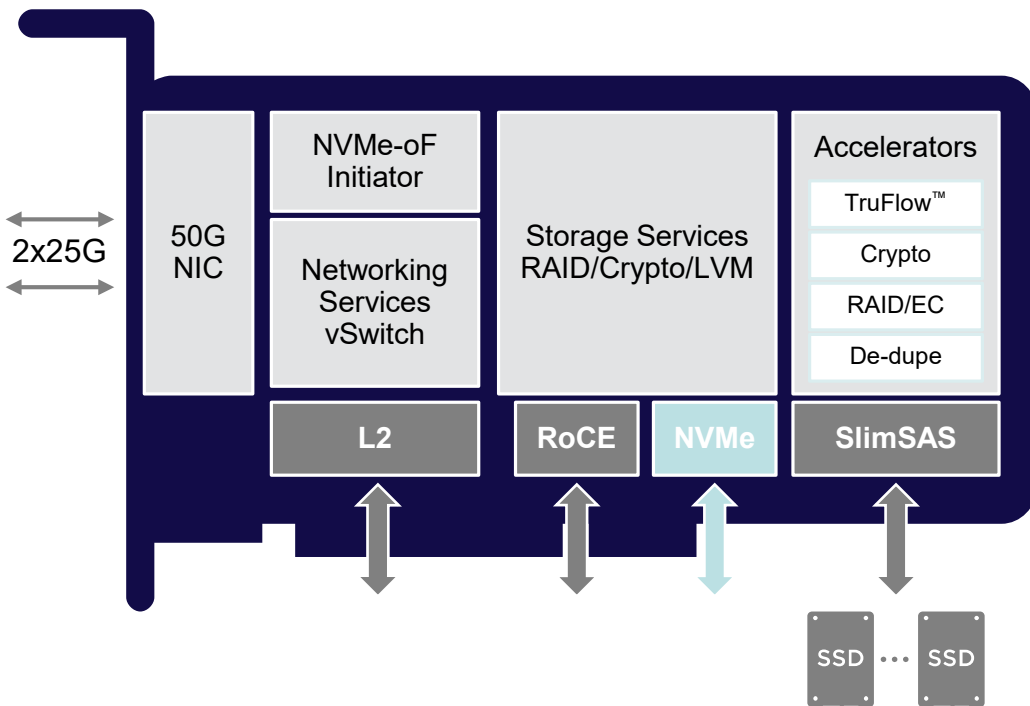 2x25G
50G
NIC
NVMe-oF
Initiator
Networking
Services
vSwitch
Storage Services
RAID/Crypto/LVM
Accelerators
TruFlow™
Crypto
RAID/EC
De-dupe
L2
RoCE
NVMe
SlimSAS
SSD
SSD